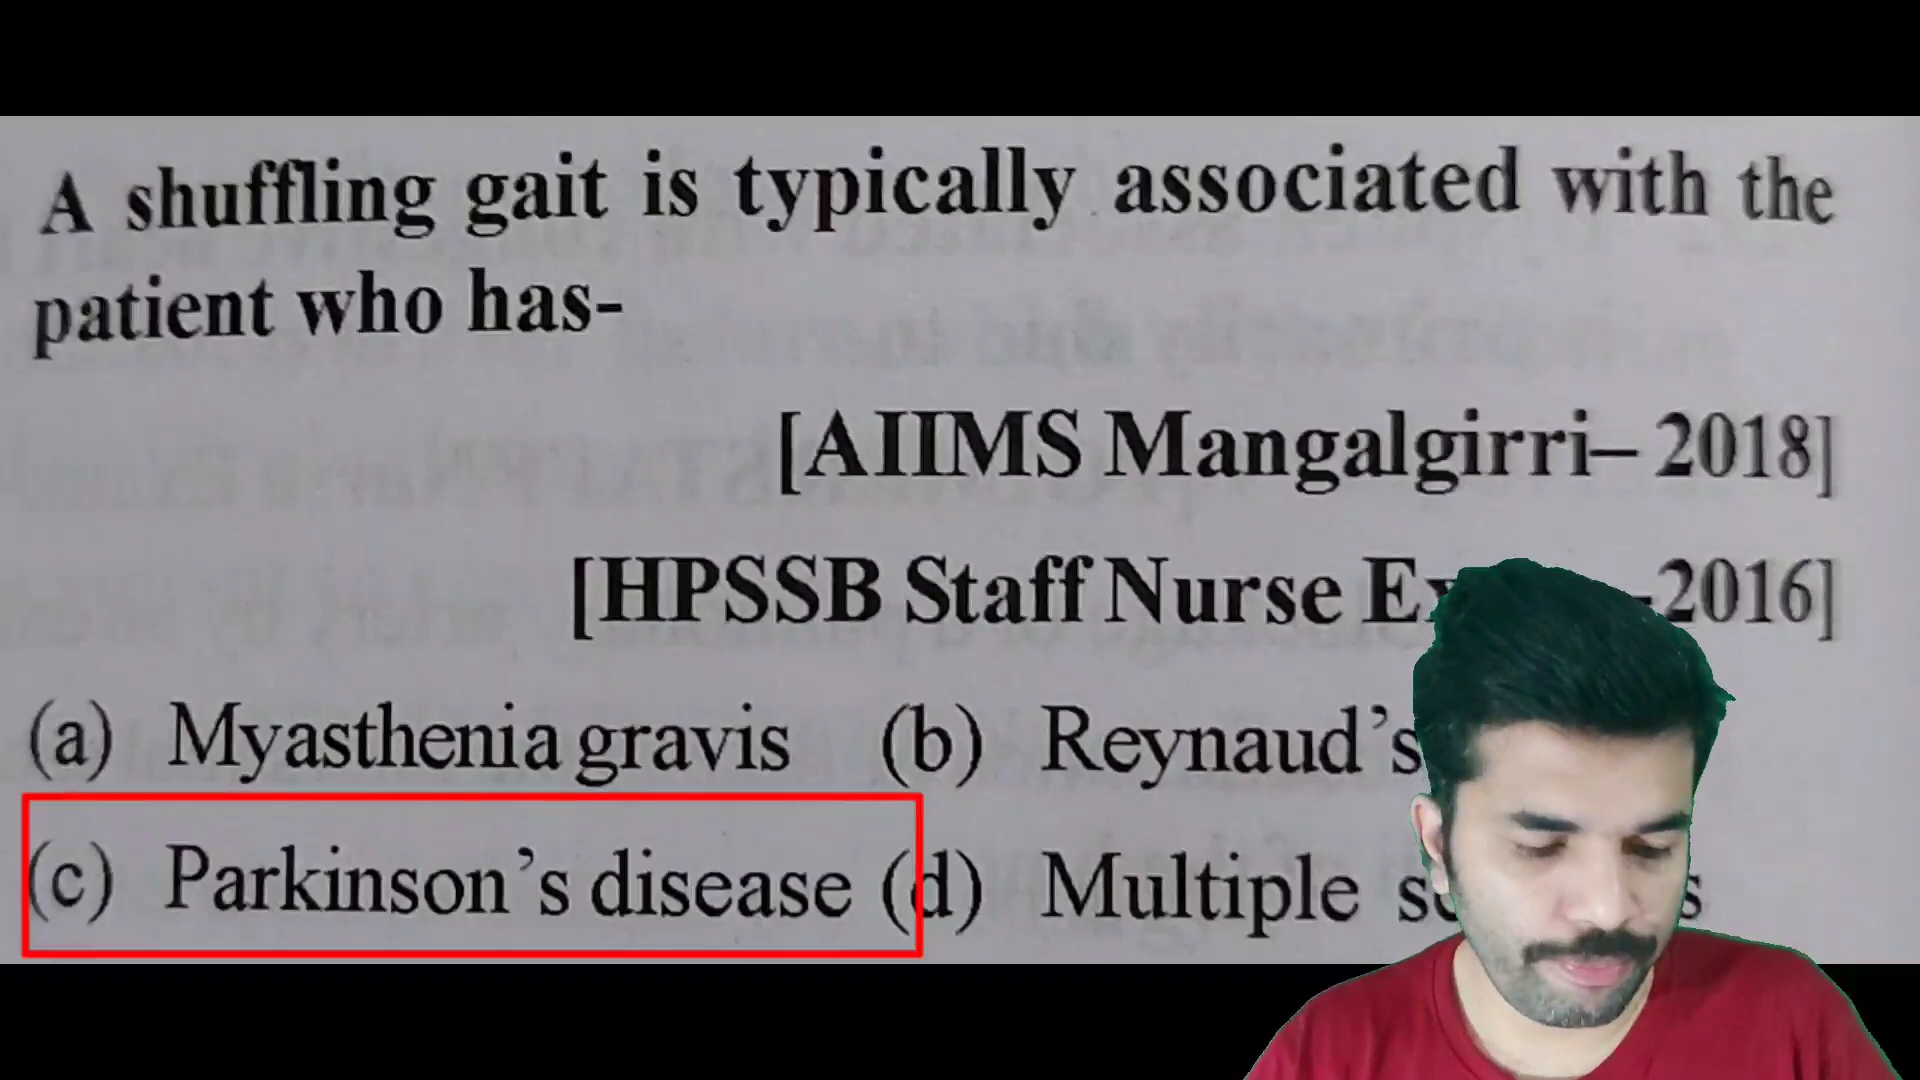 A shuffling gait is typically associated with the
patient who has-
[AIIMS Mangalgirri– 2018]
[HPSSB Staff Nurse -2016]
(a) Myasthenia gravis (b) Reynaud’s
(c) Parkinson’s disease (d) Multiple